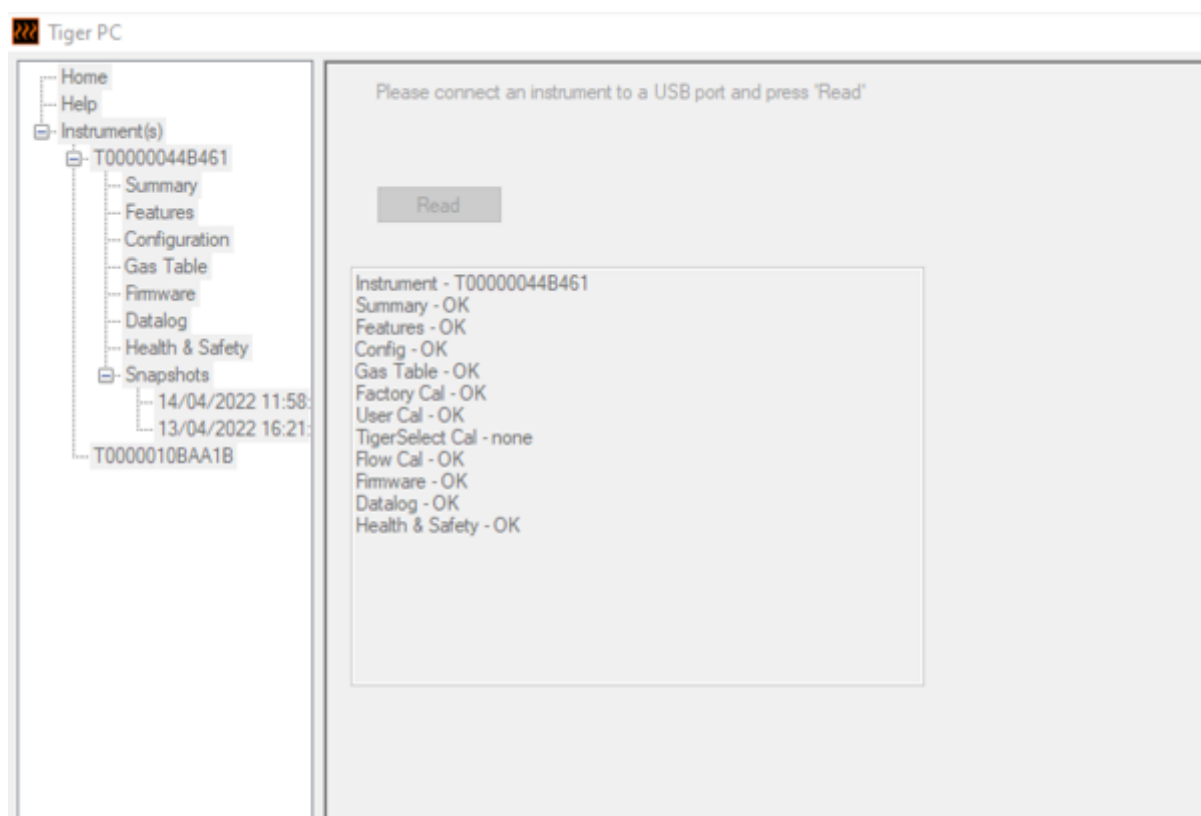 Tiger PC
Home
Help
Instrument(s)
T00000044B461
Summary
Features
Configuration
Gas Table
Firmware
Datalog
Health & Safety
Snapshots
14/04/2022 11:58:
13/04/2022 16:21:
T0000010BAA1B
Please connect an instrument to a USB port and press 'Read'
Read
Instrument - T00000044B461
Summary - OK
Features - OK
Config - OK
Gas Table - OK
Factory Cal - OK
User Cal - OK
TigerSelect Cal - none
Flow Cal - OK
Firmware - OK
Datalog - OK
Health & Safety - OK